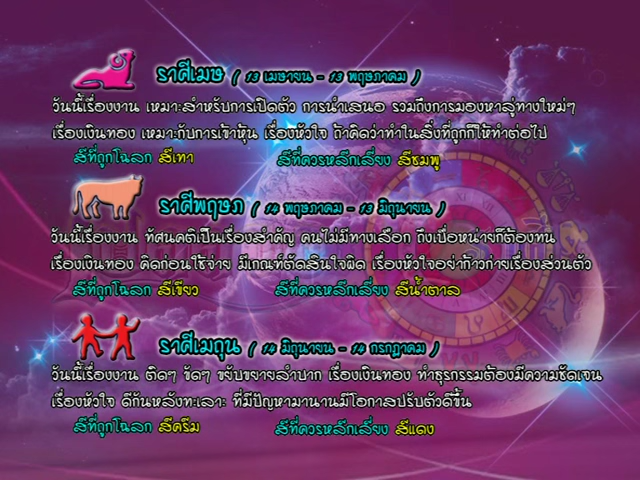 ราศีเมษ ( 13 เมษายน - 13 พฤษภาคม )
วันนี้เรื่องงาน เหมาะสำหรับการเปิดตัว การนำเสนอ รวมถึงการมองหาลู่ทางใหม่ๆ
เรื่องเงินทอง เหมาะกับการเข้าหุ้น เรื่องหัวใจ ถ้าคิดว่าทำในสิ่งที่ถูกก็ให้ทำต่อไป
สีที่ถูกโฉลก สีเทา สีที่ควรหลีกเลี่ยง สีชมพู
ราศีพฤษภ ( 14 พฤษภาคม - 13 มิถุนายน )
วันนี้เรื่องงาน ทัศนคติเป็นเรื่องสำคัญ คนไม่มีทางเลือก ถึงเบื่อหน่ายก็ต้องทน
เรื่องเงินทอง คิดก่อนใช้จ่าย มีเกณฑ์ตัดสินใจผิด เรื่องหัวใจอย่าก้าวก่ายเรื่องส่วนตัว
สีที่ถูกโฉลก สีเขียว สีที่ควรหลีกเลี่ยง สีน้ำตาล
ราศีเมถุน ( 14 มิถุนายน - 14 กรกฎาคม )
วันนี้เรื่องงาน ติดๆ ขัดๆ ขยับขยายลำบาก เรื่องเงินทอง ทำธุรกรรมต้องมีความชัดเจน
เรื่องหัวใจ ดีกันหลังทะเลาะ ที่มีปัญหามานานมีโอกาสปรับตัวดีขึ้น
สีที่ถูกโฉลก สีครีม สีที่ควรหลีกเลี่ยง สีแดง